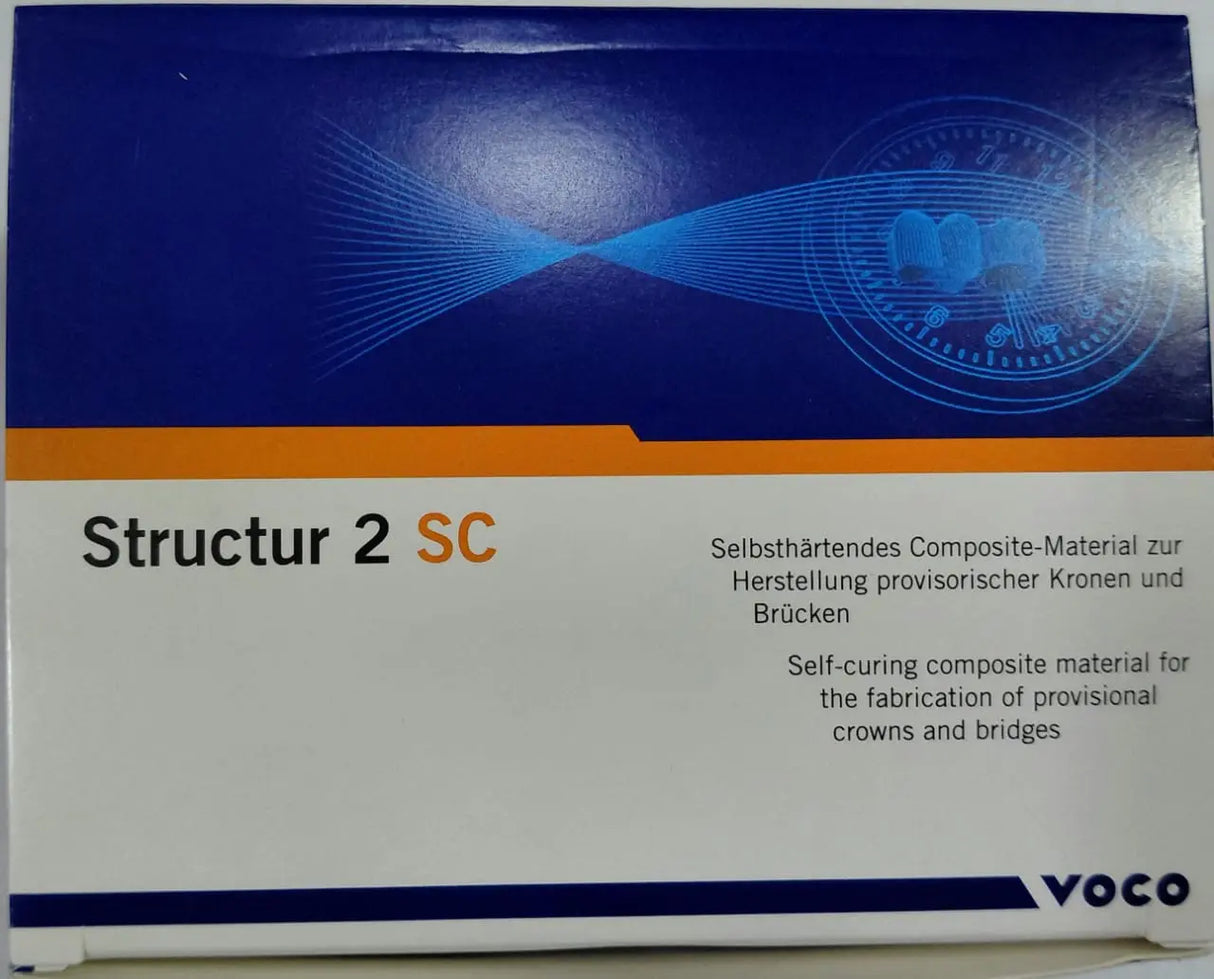 Structur 2 SC
Selbsthärtendes Composite-Material zur
Herstellung provisorischer Kronen und
Brücken
Self-curing composite material for
the fabrication of provisional
crowns and bridges
VOCO